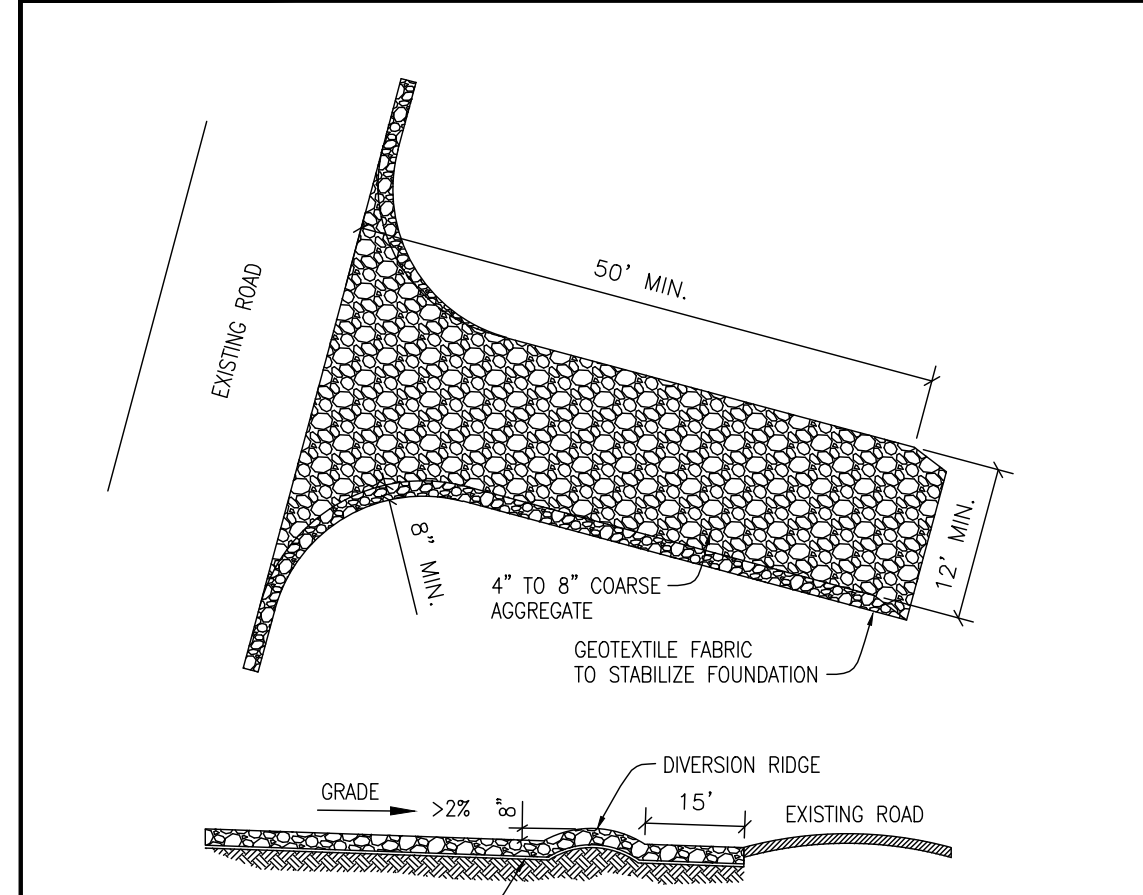 50' MIN.
EXISTING ROAD
8" MIN.
12' MIN.
4" TO 8" COARSE
AGGREGATE
GEOTEXTILE FABRIC
TO STABILIZE FOUNDATION
DIVERSION RIDGE
GRADE
>2%
8"
15'
EXISTING ROAD